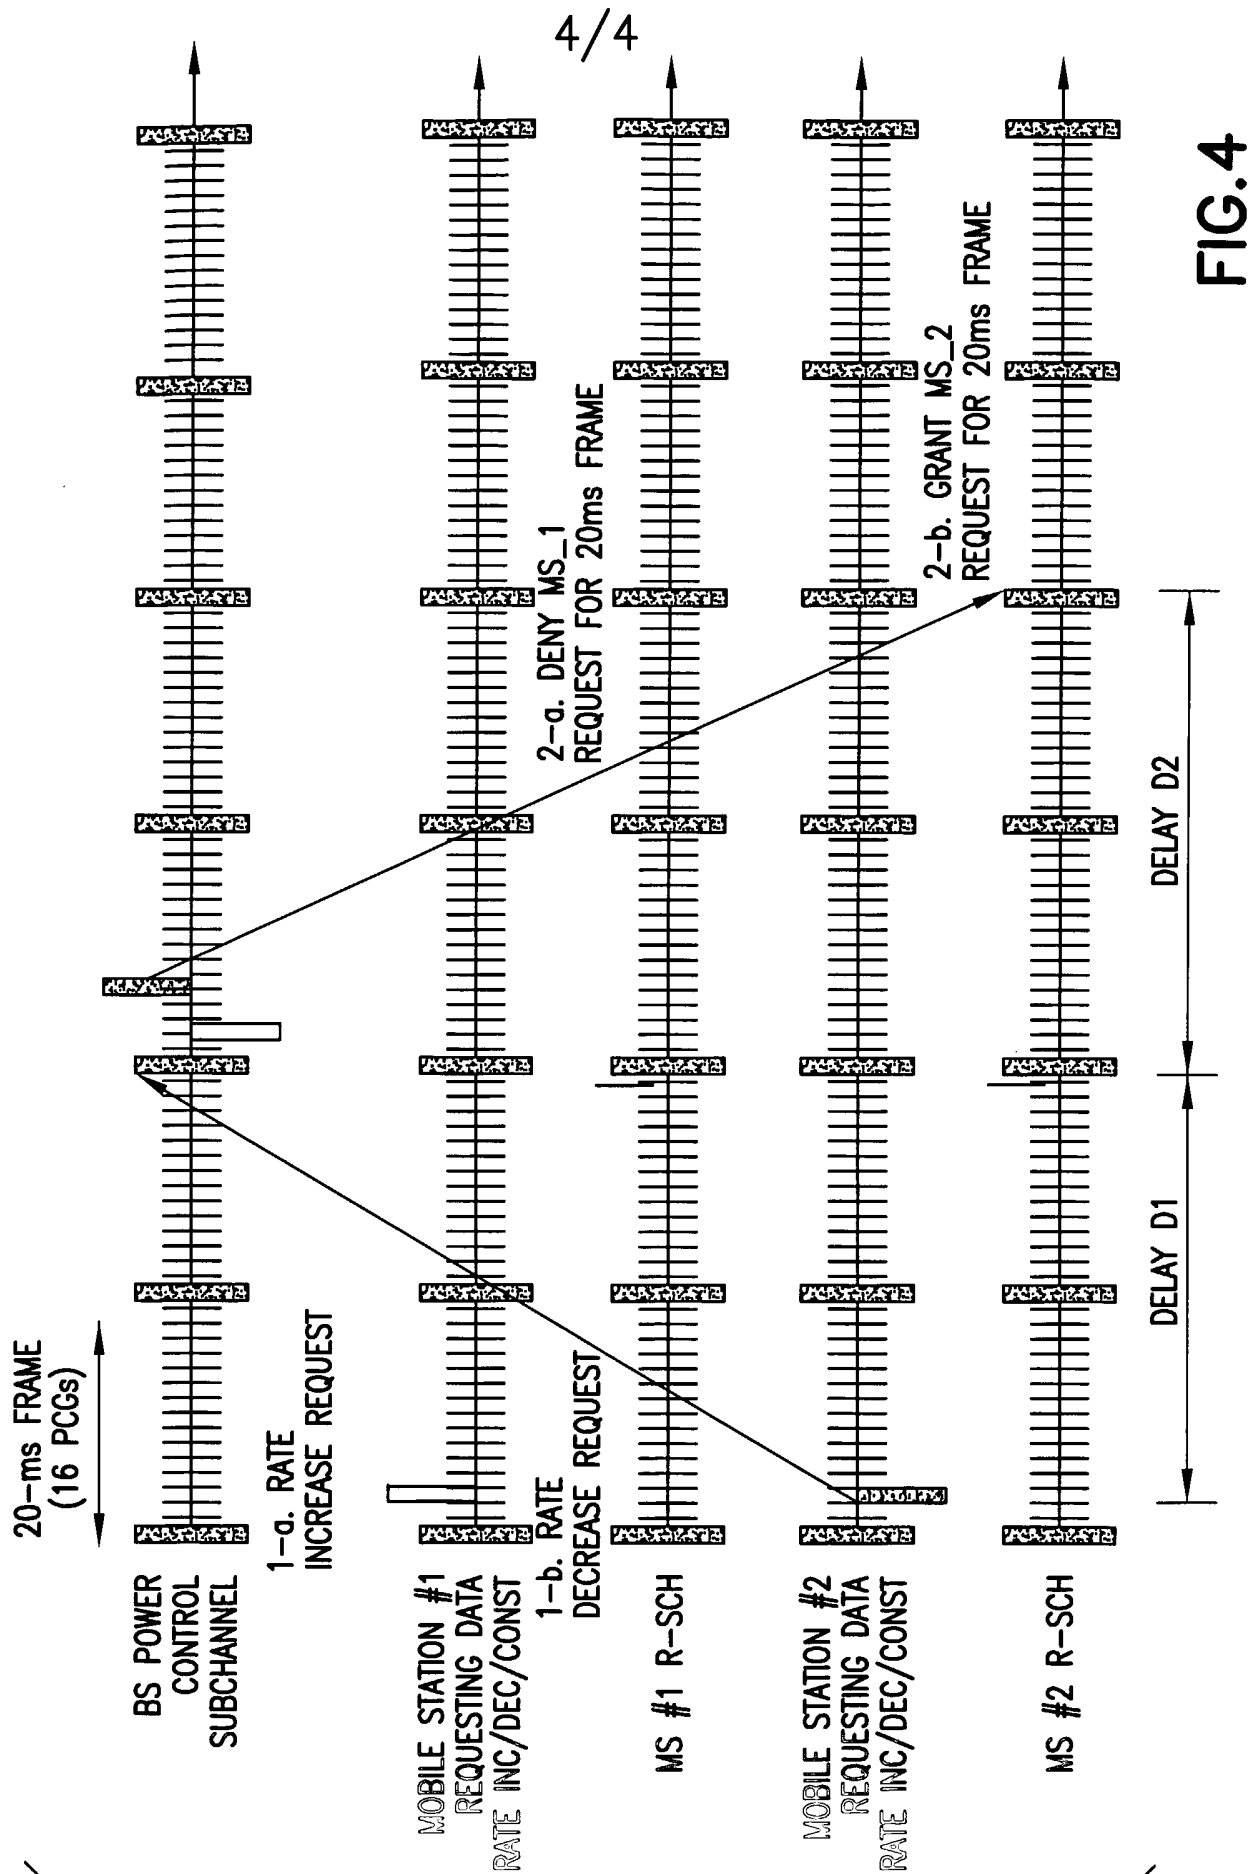 4/4
20-ms FRAME
(16 PCGs)
BS POWER
CONTROL
SUBCHANNEL
1-a. RATE
INCREASE REQUEST
MOBILE STATION #1
REQUESTING DATA
RATE INC/DEC/CONST
2-a. DENY MS_1
REQUEST FOR 20ms FRAME
1-b. RATE
DECREASE REQUEST
MS #1 R-SCH
MOBILE STATION #2
REQUESTING DATA
RATE INC/DEC/CONST
2-b. GRANT MS_2
REQUEST FOR 20ms FRAME
MS #2 R-SCH
DELAY D1
DELAY D2
FIG.4